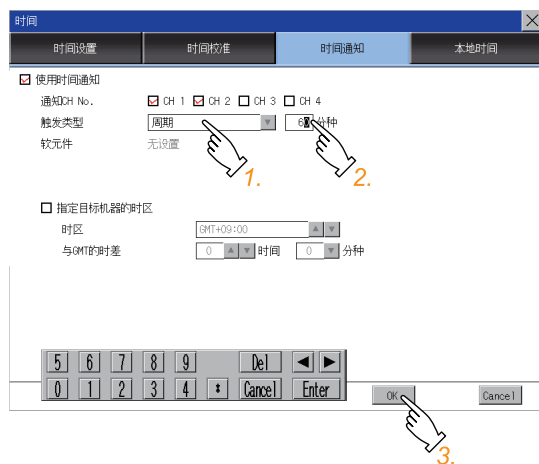 时间
时间设置 时间校准 时间通知 本地时间
使用时间通知
通知CH No. CH 1 CH 2 CH 3 CH 4
触发类型 周期 分种
软元件 无设置
1. 2.
指定目标机器的时区
时区 GMT+09:00
与GMT的时差 0 时间 0 分种
5 6 7 8 9 Del
0 1 2 3 4 Cancel Enter
OK Cancel
3.